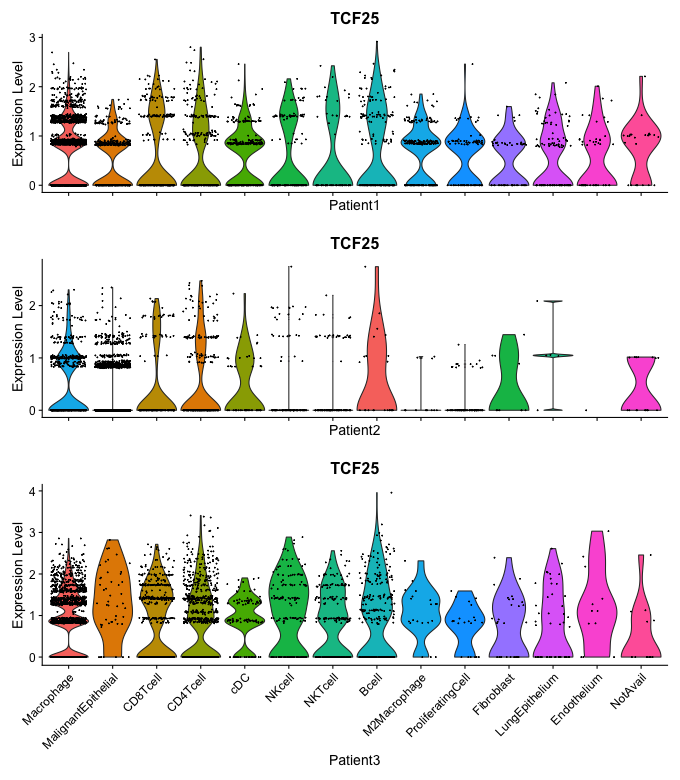 TCF25
Expression Level
3
2
1
0
Patient1
TCF25
Expression Level
2
1
0
Patient2
TCF25
Expression Level
4
3
2
1
0
Macrophage
MalignantEpithelial
CD8Tcell
CD4Tcell
cDC
NKcell
NKTcell
Bcell
M2Macrophage
ProliferatingCell
Fibroblast
LungEpithelium
Endothelium
NotAvail
Patient3